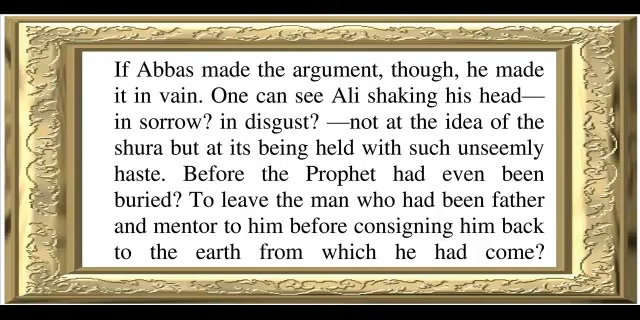 If Abbas made the argument, though, he made
it in vain. One can see Ali shaking his head—
in sorrow? in disgust? —not at the idea of the
shura but at its being held with such unseemly
haste. Before the Prophet had even been
buried? To leave the man who had been father
and mentor to him before consigning him back
to the earth from which he had come?